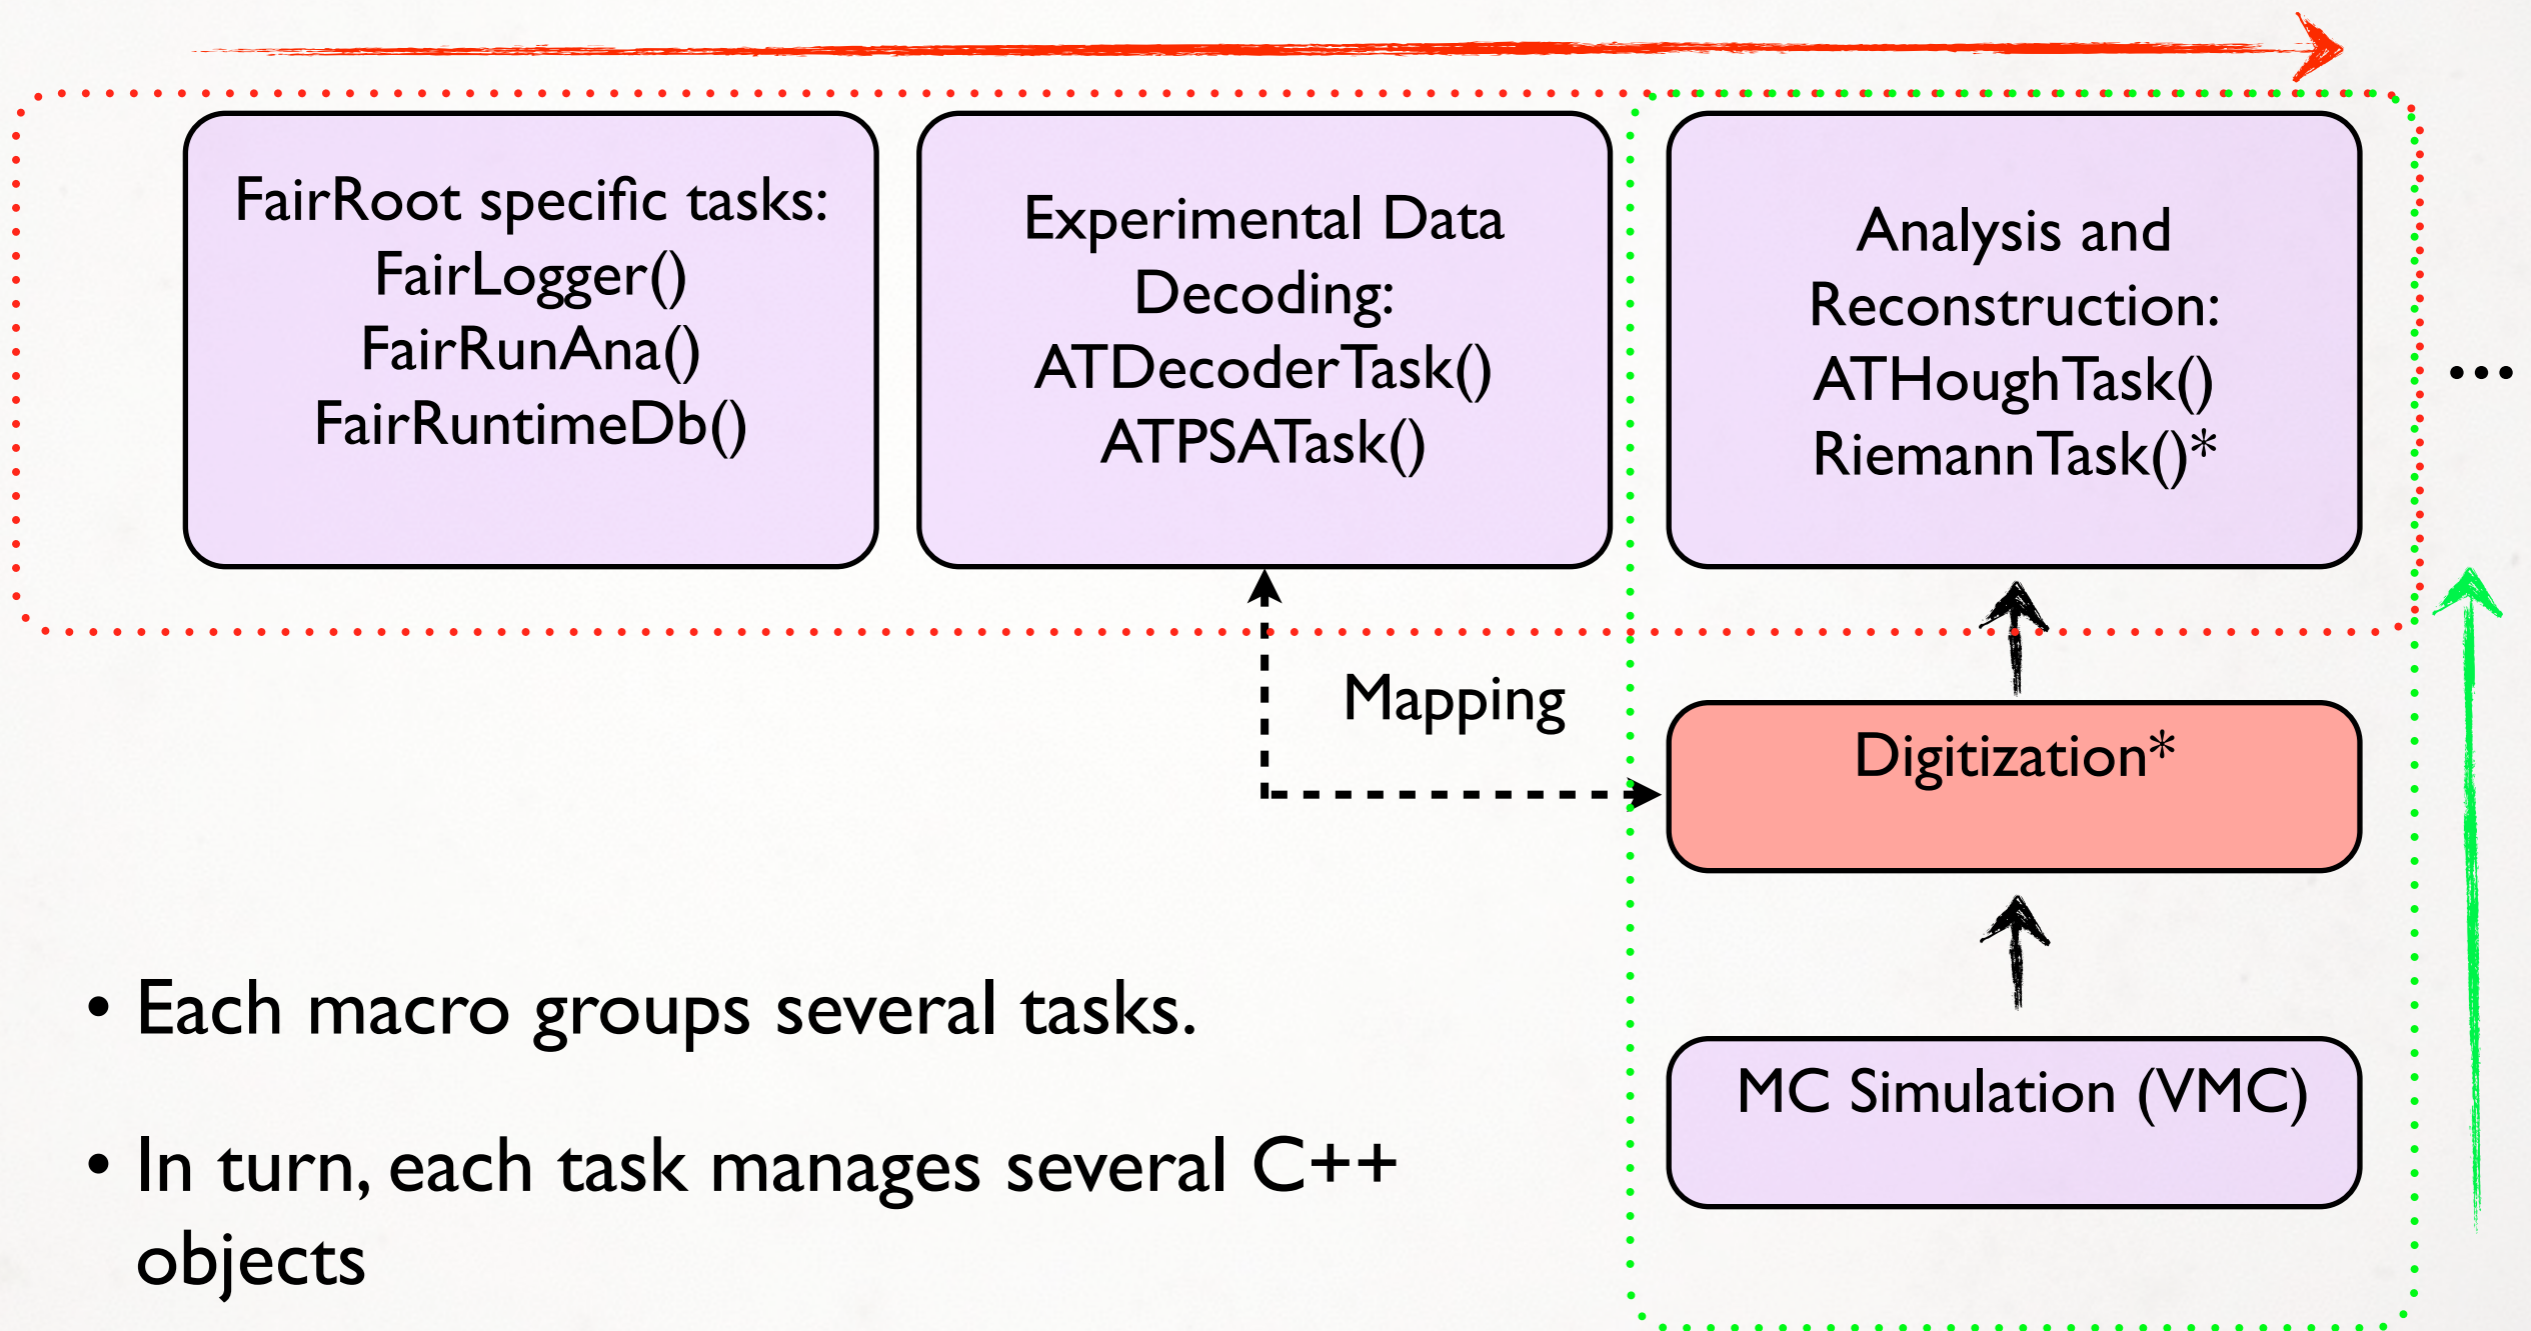 FairRoot specific tasks:
FairLogger()
FairRunAna()
FairRuntimeDb()
Experimental Data
Decoding:
ATDecoderTask()
ATPSATask()
Analysis and
Reconstruction:
ATHoughTask()
RiemannTask()*
...
Mapping
Digitization*
MC Simulation (VMC)
• Each macro groups several tasks.
• In turn, each task manages several C++
objects